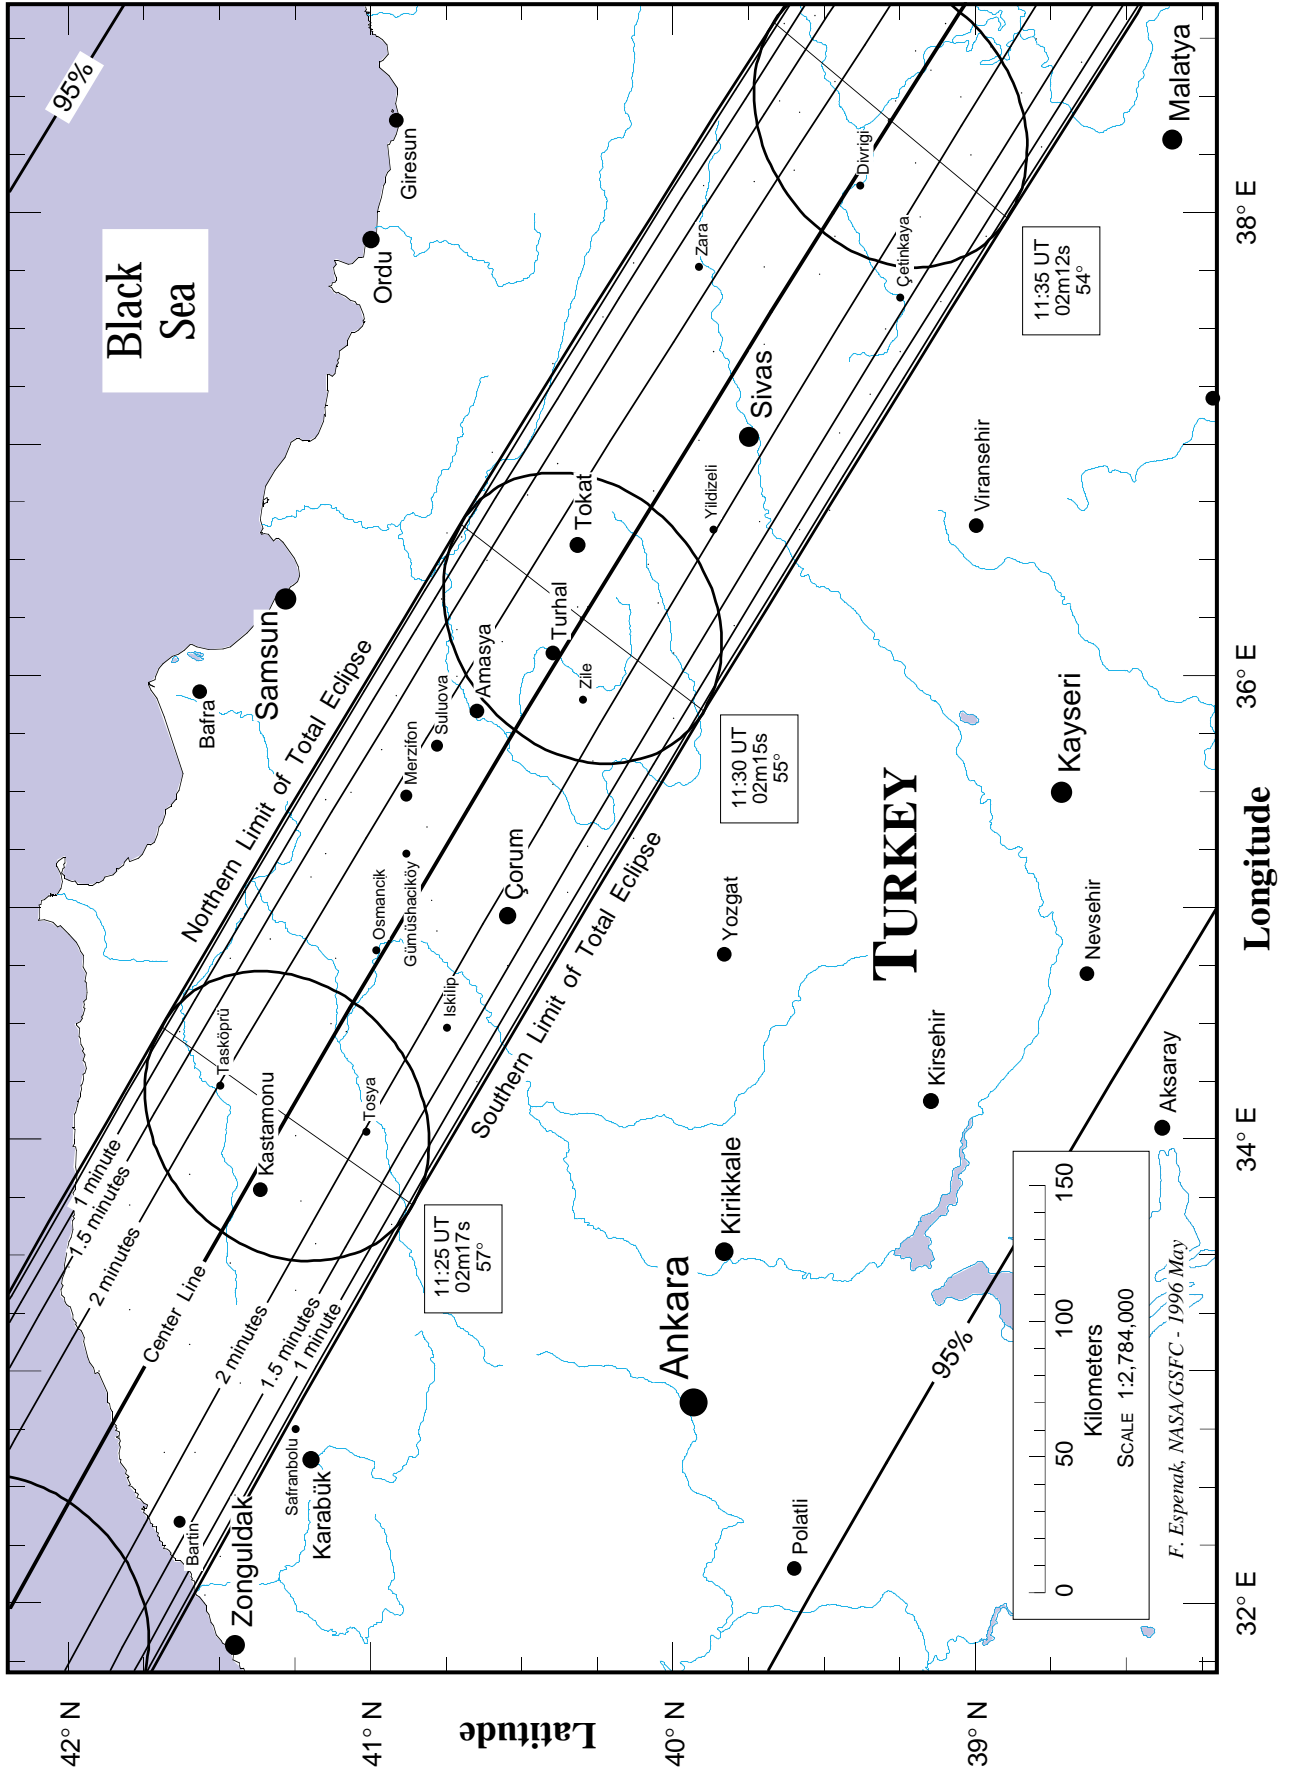 95%
Black
Sea
Giresun
Ordu
Samsun
Bafra
Northern Limit of Total Eclipse
Southern Limit of Total Eclipse
1 minute
1.5 minutes
2 minutes
Center Line
2 minutes
1.5 minutes
1 minute
Tasköprü
Kastamonu
Tosya
Iskilip
Osmancik
Gümüshaciköy
Merzifon
Suluova
Amasya
Çorum
Turhal
Zile
Tokat
Yildizeli
Sivas
Zara
Divrigi
Çetinkaya
Malatya
Viransehir
Kayseri
TURKEY
Yozgat
Nevsehir
Kirsehir
Aksaray
Kirikkale
Ankara
Polatli
Safranbolu
Karabük
Bartin
Zonguldak
11:25 UT
02m17s
57°
11:30 UT
02m15s
55°
11:35 UT
02m12s
54°
95%
0 50 100 150
Kilometers
SCALE 1:2,784,000
F. Espenak, NASA/GSFC - 1996 May
32° E
34° E
36° E
38° E
Longitude
42° N
41° N
40° N
39° N
Latitude